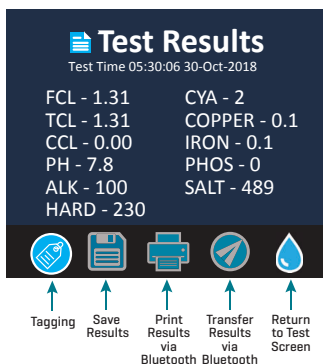 Test Results
Test Time 05:30:06 30-Oct-2018
FCL - 1.31
TCL - 1.31
CCL - 0.00
PH - 7.8
ALK - 100
HARD - 230
CYA - 2
COPPER - 0.1
IRON - 0.1
PHOS - 0
SALT - 489
Tagging
Save
Results
Print
Results
via
Bluetooth
Transfer
Results
via
Bluetooth
Return
to Test
Screen